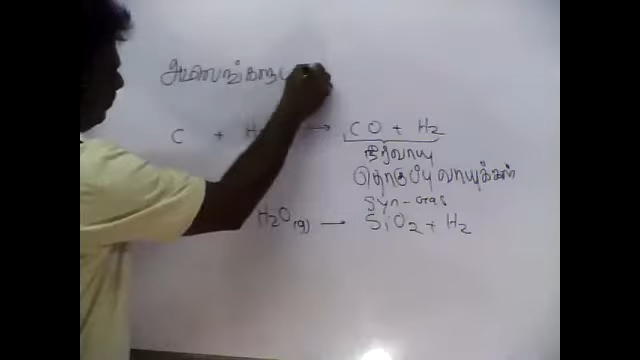 C + H → CO + H₂
நீர்வாயு
தொகுப்பு வாயுக்கள்
Syn-Gas
H₂O(g) → SiO₂ + H₂